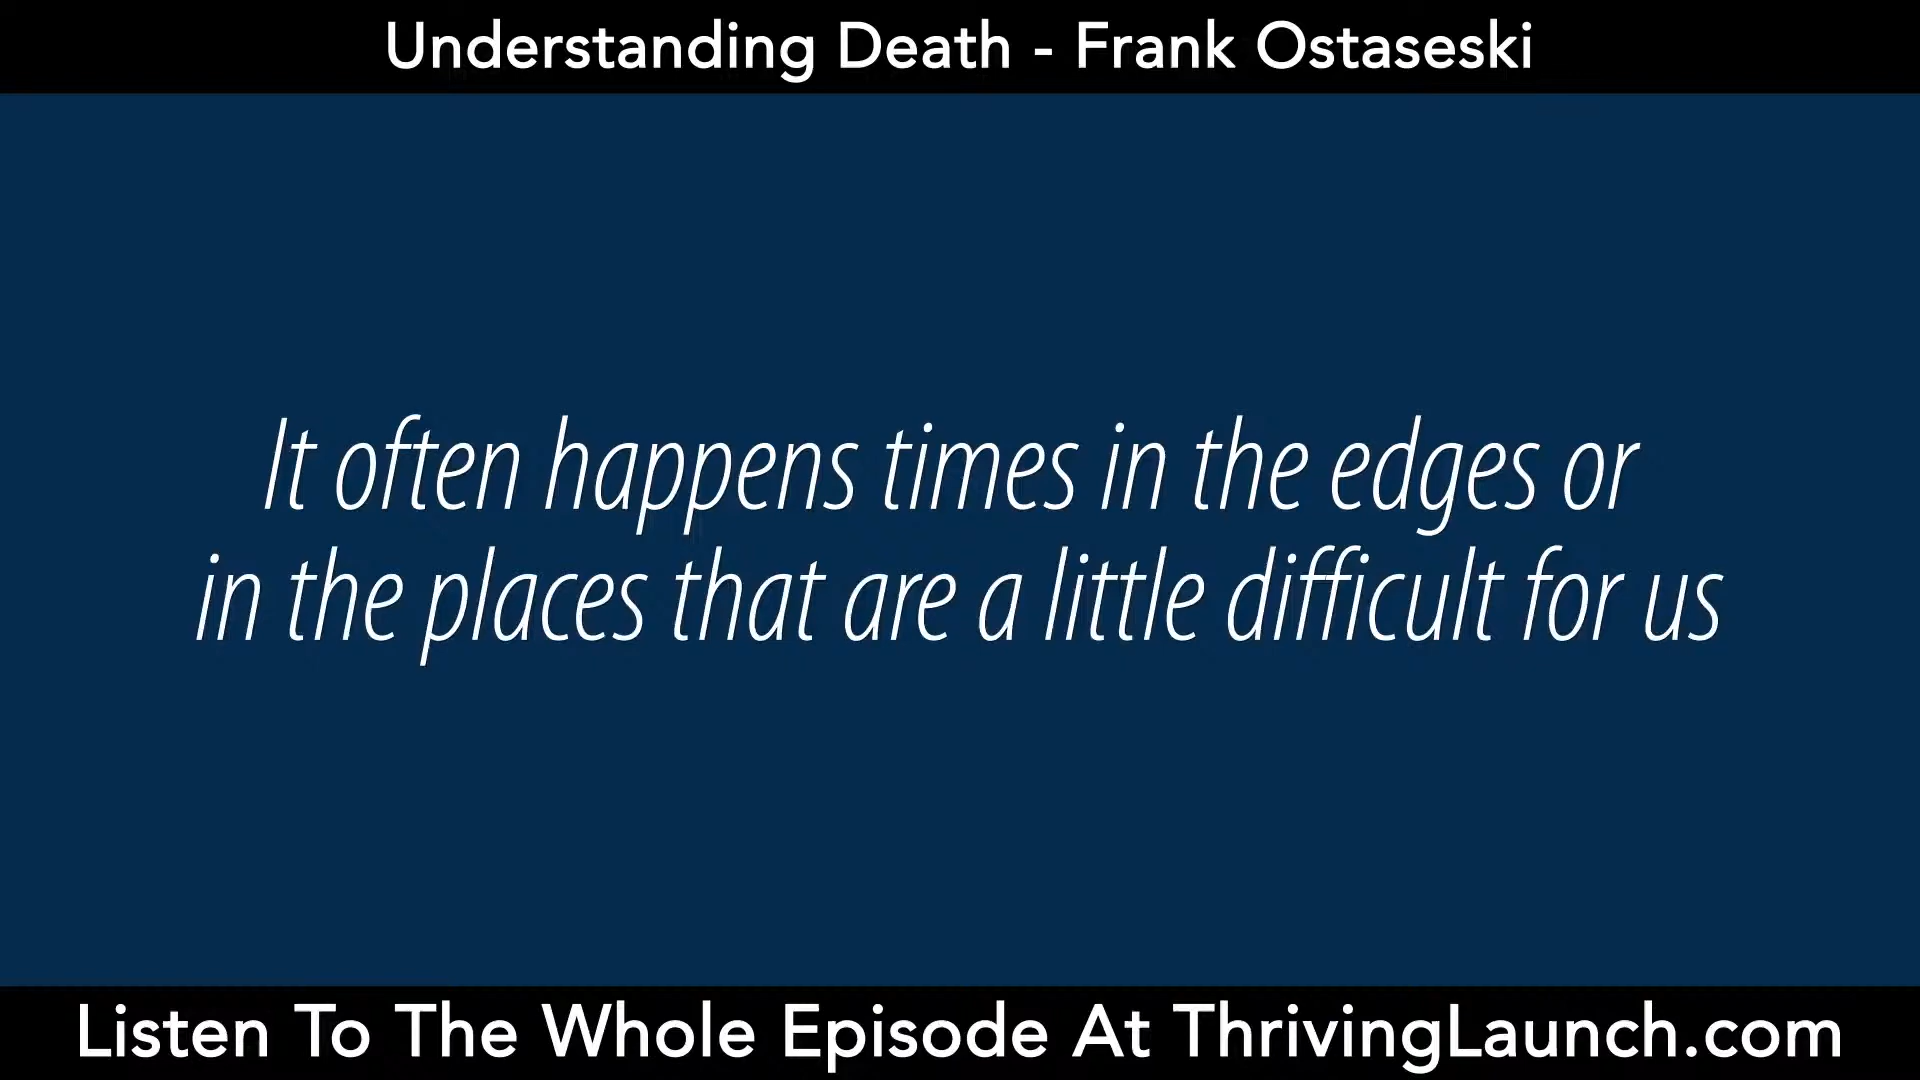 Understanding Death - Frank Ostaseski
It often happens times in the edges or
in the places that are a little difficult for us
Listen To The Whole Episode At ThrivingLaunch.com